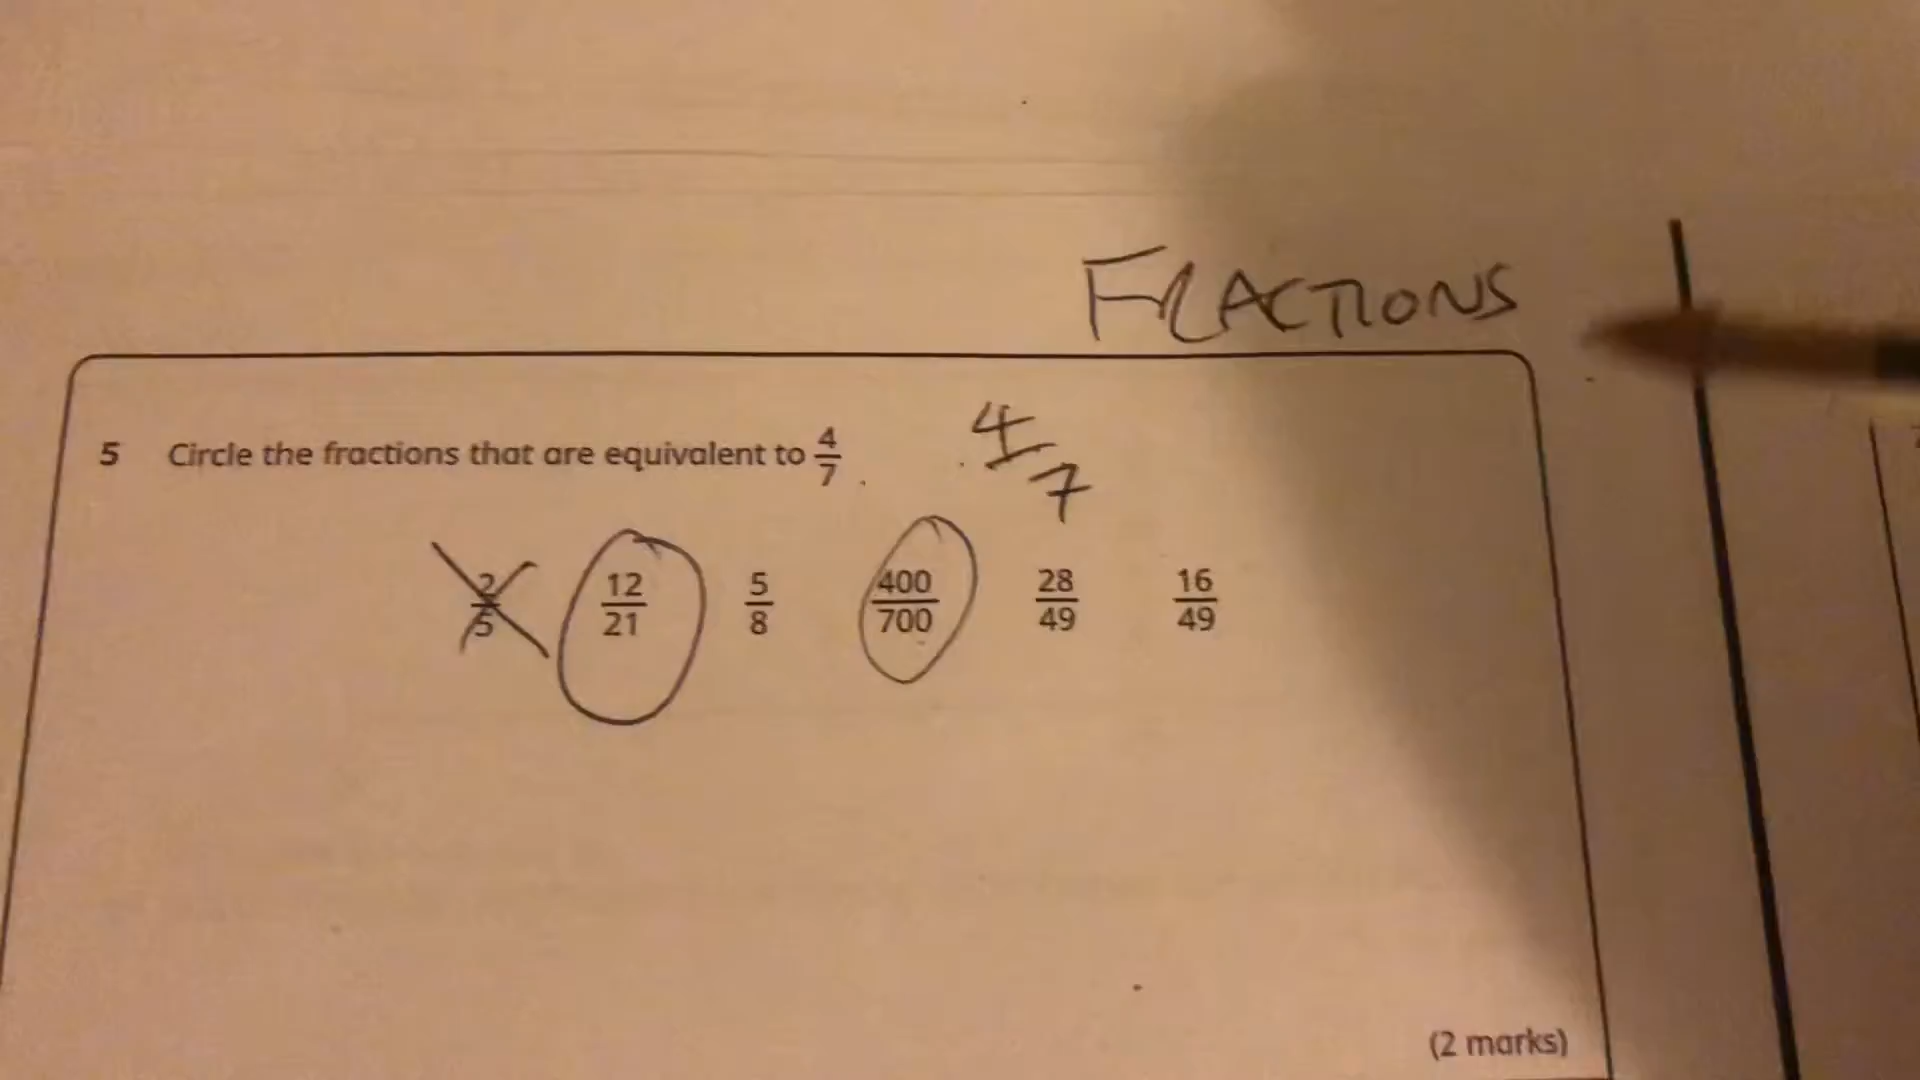 FRACTIONS
5 Circle the fractions that are equivalent to 4/7
4/7
2/5 12/21 5/8 400/700 28/49 16/49
(2 marks)